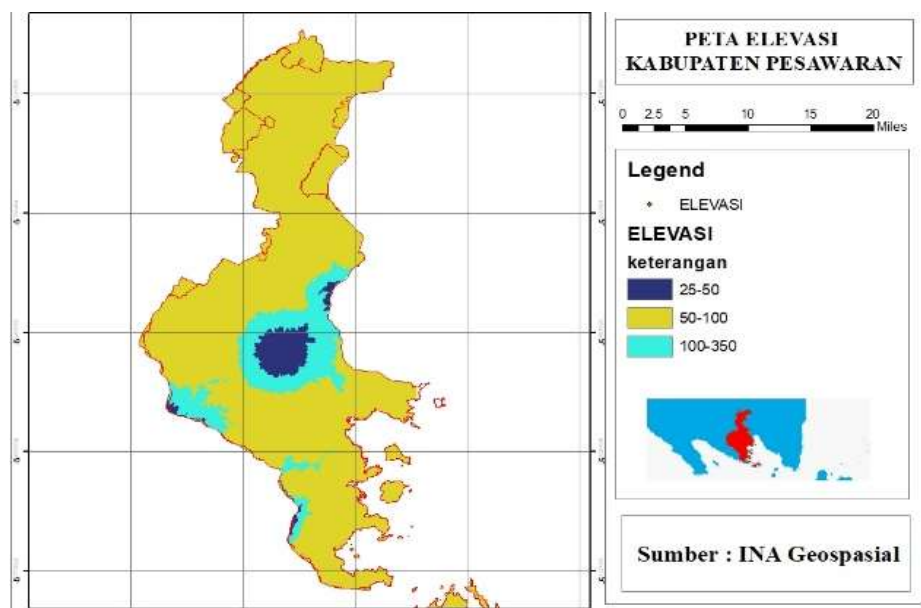 PETA ELEVASI
KABUPATEN PESAWARAN
0 2.5 5 10 15 20
Miles
Legend
ELEVASI
ELEVASI
keterangan
25-50
50-100
100-350
Sumber : INA Geospasial